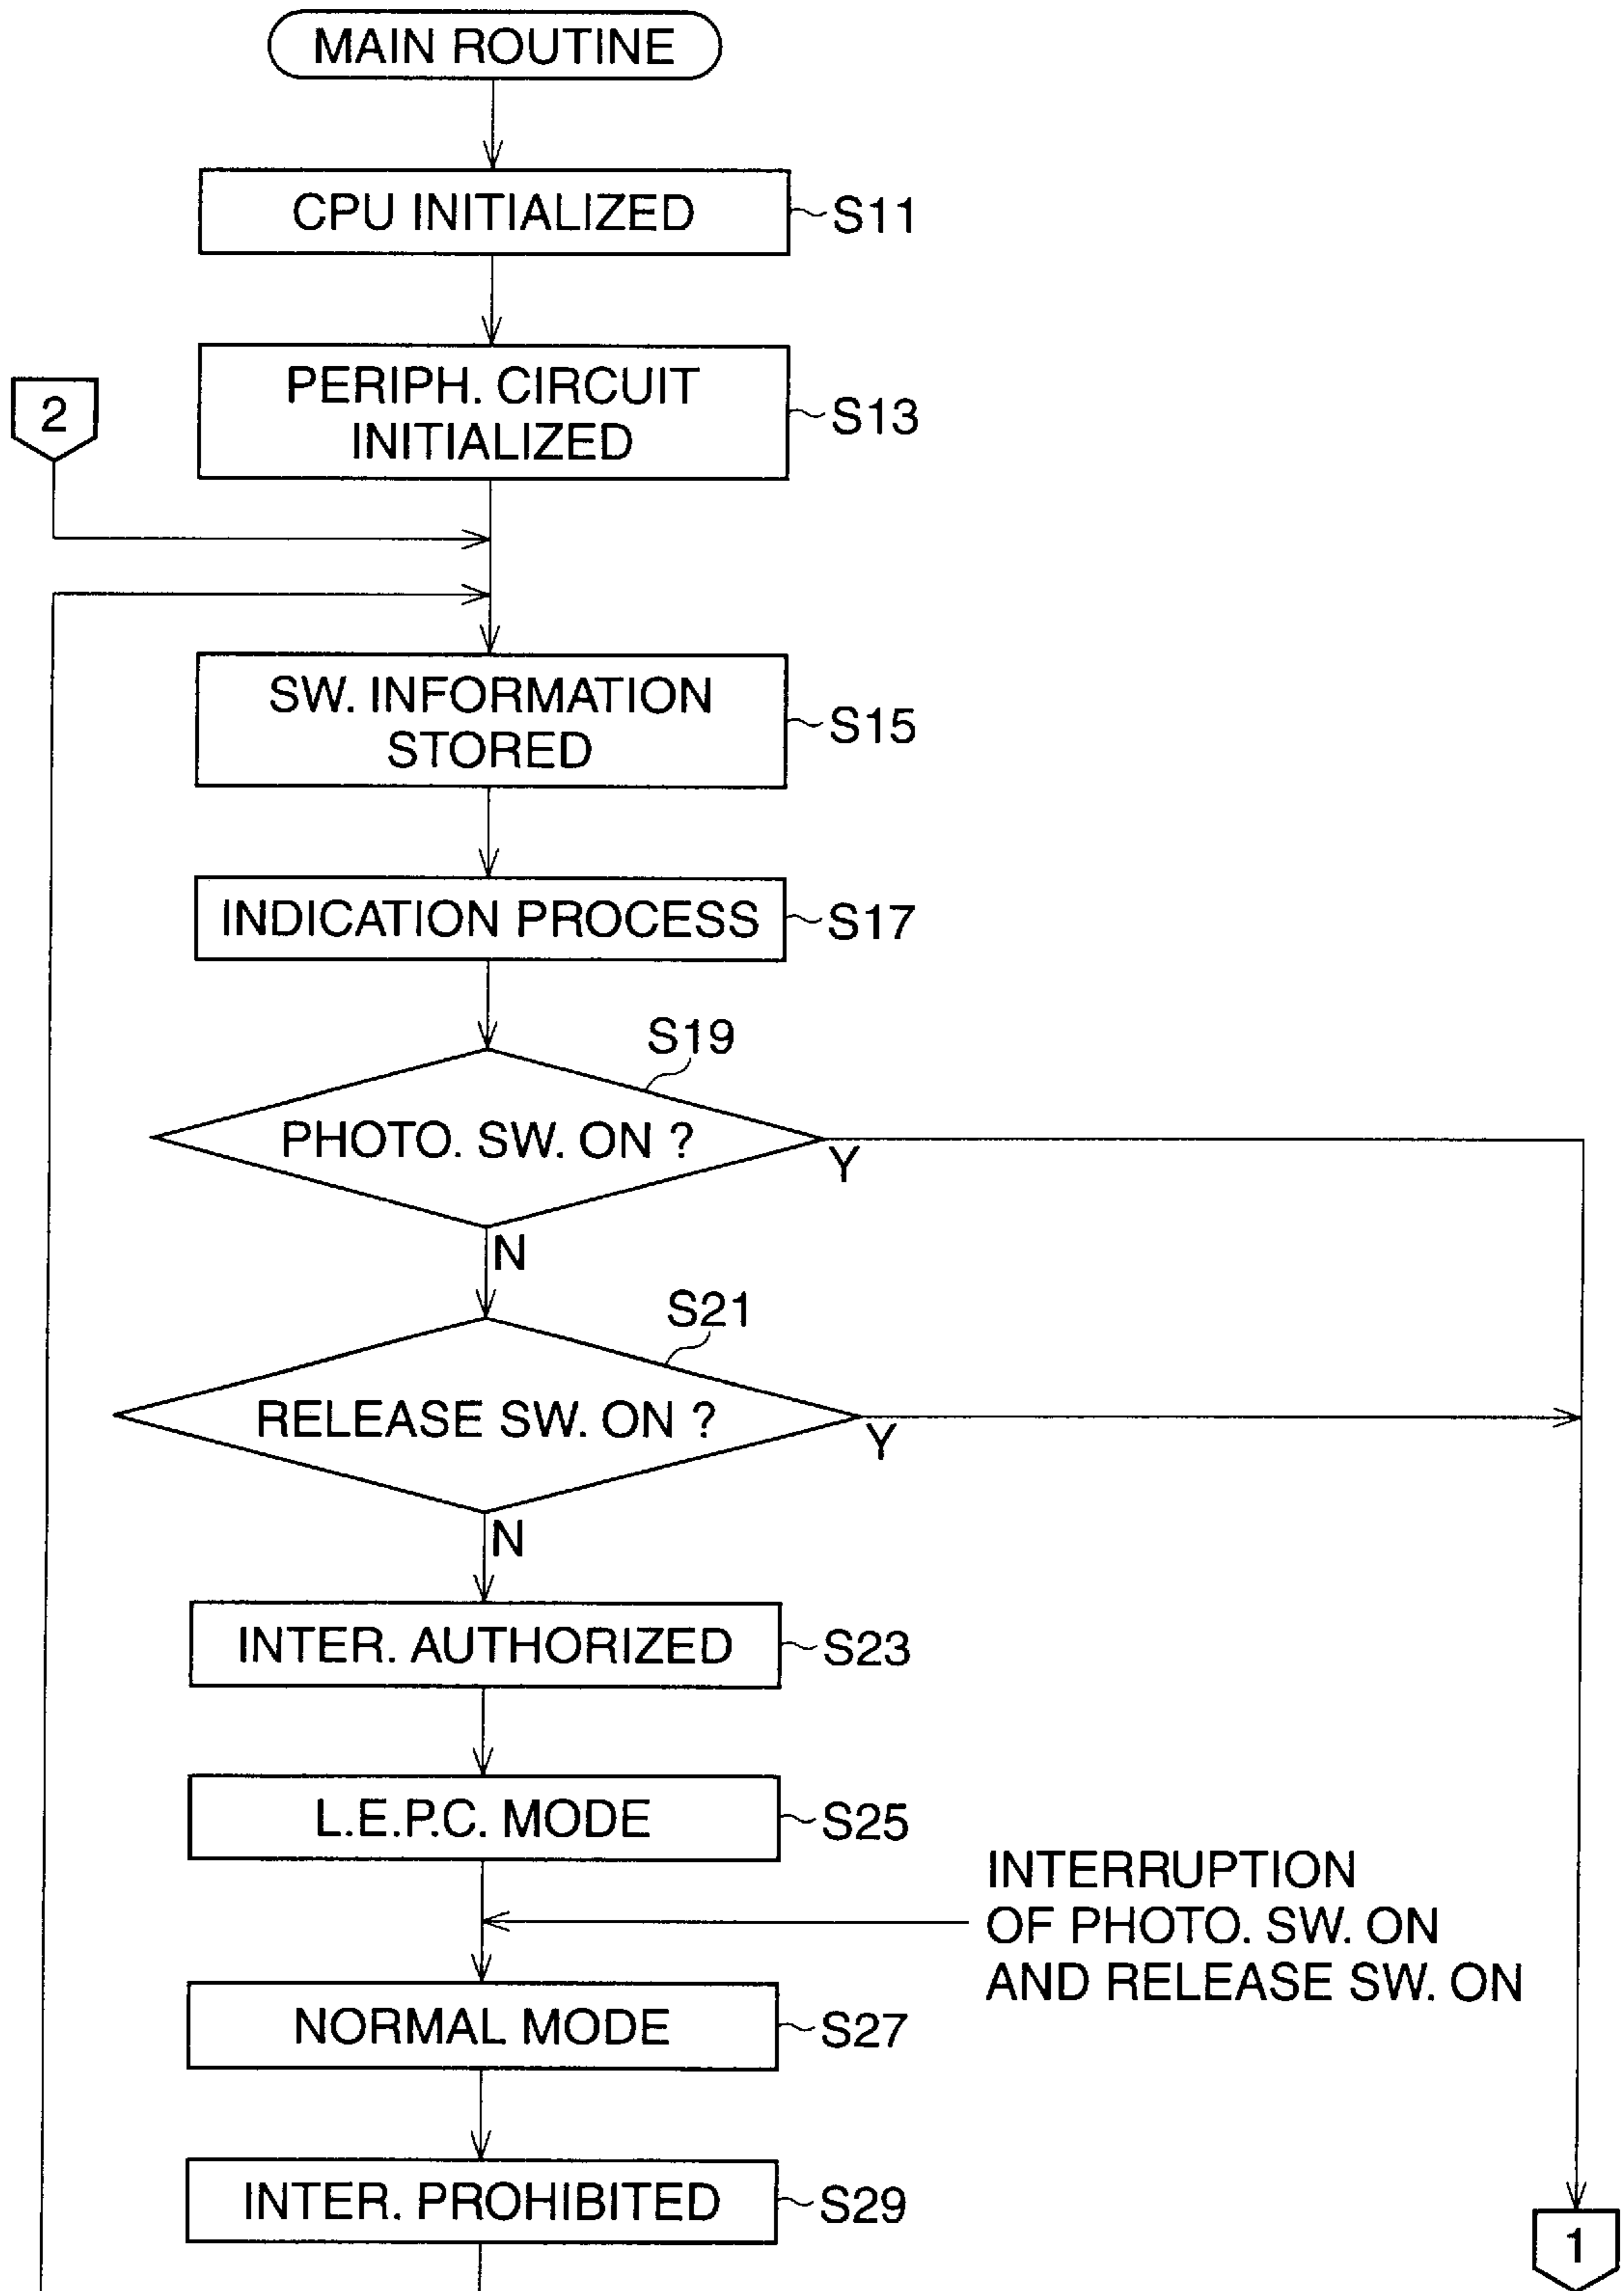 MAIN ROUTINE
CPU INITIALIZED
S11
PERIPH. CIRCUIT
INITIALIZED
S13
2
SW. INFORMATION
STORED
S15
INDICATION PROCESS
S17
S19
PHOTO. SW. ON ?
Y
N
S21
RELEASE SW. ON ?
Y
N
INTER. AUTHORIZED
S23
L.E.P.C. MODE
S25
INTERRUPTION
OF PHOTO. SW. ON
AND RELEASE SW. ON
NORMAL MODE
S27
INTER. PROHIBITED
S29
1